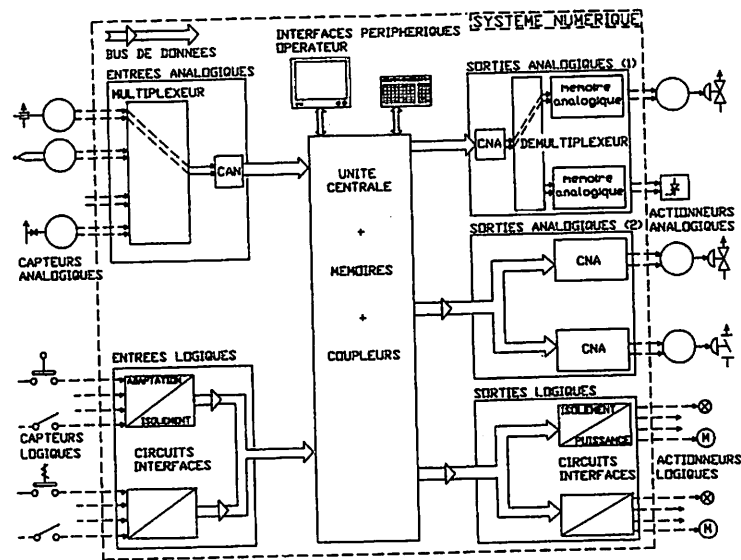 SYSTEME NUMERIQUE
BUS DE DONNEES
INTERFACES PERIPHERIQUES
OPERATEUR
ENTREES ANALOGIQUES
MULTIPLEXEUR
CAN
CAPTEURS
ANALOGIQUES
SORTIES ANALOGIQUES (1)
mémoire
analogique
CNA
DEMULTIPLEXEUR
mémoire
analogique
ACTIONNEURS
ANALOGIQUES
UNITE
CENTRALE
+
MEMOIRES
+
COUPLEURS
SORTIES ANALOGIQUES (2)
CNA
CNA
ENTREES LOGIQUES
ADAPTATION
ISOLEMENT
CAPTEURS
LOGIQUES
CIRCUITS
INTERFACES
SORTIES LOGIQUES
ISOLEMENT
PUISSANCE
CIRCUITS
INTERFACES
ACTIONNEURS
LOGIQUES
M
M